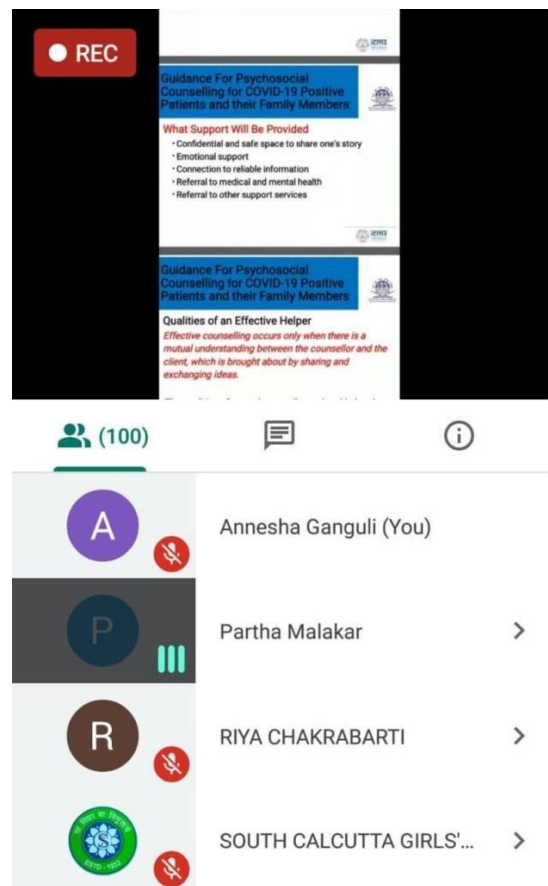 REC
Guidance For Psychosocial
Counselling for COVID-19 Positive
Patients and their Family Members
What Support Will Be Provided
• Confidential and safe space to share one's story
• Emotional support
• Connection to reliable information
• Referral to medical and mental health
• Referral to other support services
Guidance For Psychosocial
Counselling for COVID-19 Positive
Patients and their Family Members
Qualities of an Effective Helper
Effective counselling occurs only when there is a
mutual understanding between the counsellor and the
client, which is brought about by sharing and
exchanging ideas.
(100)
A
Annesha Ganguli (You)
P
Partha Malakar
R
RIYA CHAKRABARTI
SOUTH CALCUTTA GIRLS'...
ESTD - 1932